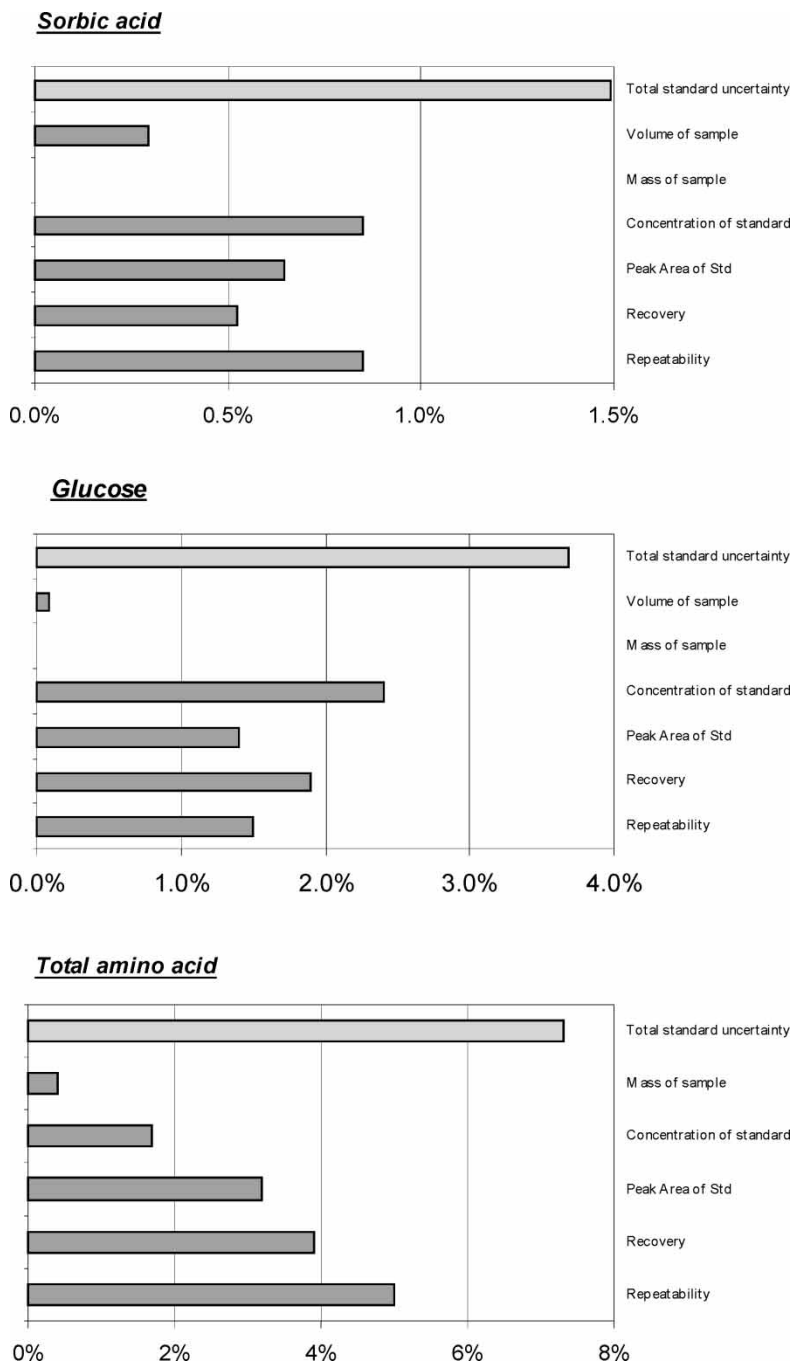 Sorbic acid
Total standard uncertainty
Volume of sample
Mass of sample
Concentration of standard
Peak Area of Std
Recovery
Repeatability
0.0% 0.5% 1.0% 1.5%
Glucose
Total standard uncertainty
Volume of sample
Mass of sample
Concentration of standard
Peak Area of Std
Recovery
Repeatability
0.0% 1.0% 2.0% 3.0% 4.0%
Total amino acid
Total standard uncertainty
Mass of sample
Concentration of standard
Peak Area of Std
Recovery
Repeatability
0% 2% 4% 6% 8%